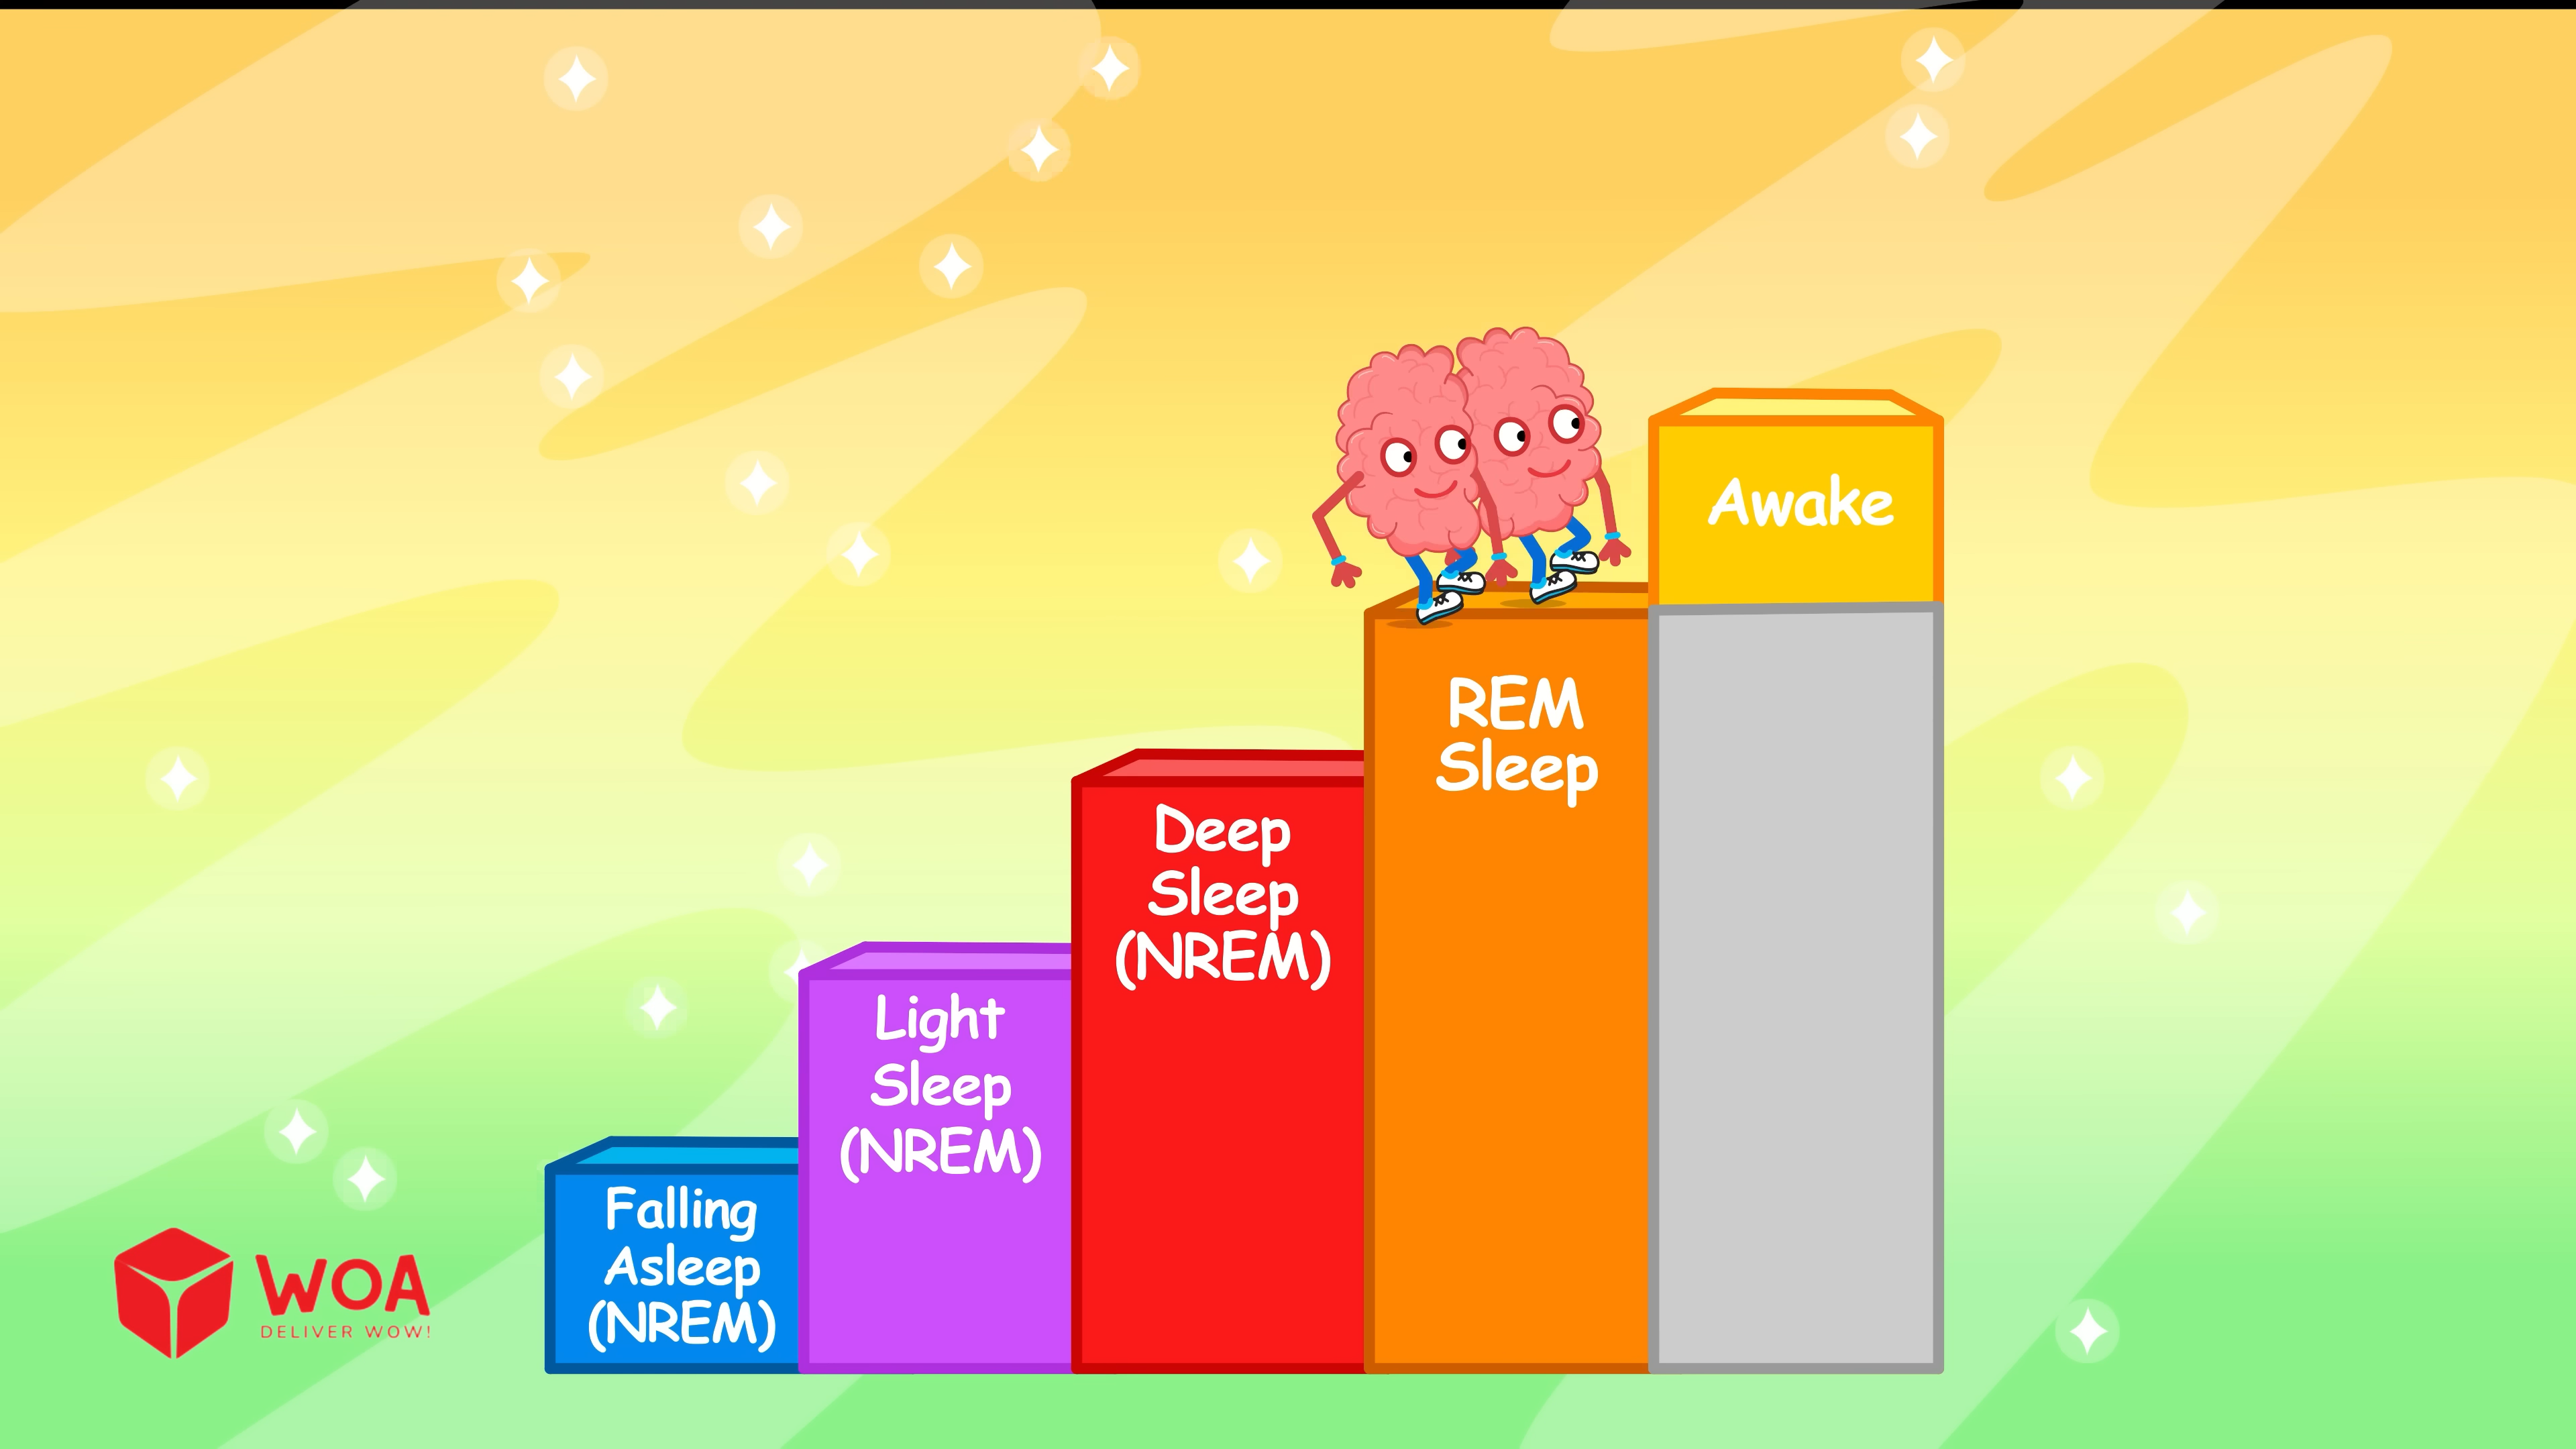 Awake
REM
Sleep
Deep
Sleep
(NREM)
Light
Sleep
(NREM)
Falling
Asleep
(NREM)
WOA
DELIVER WOW!